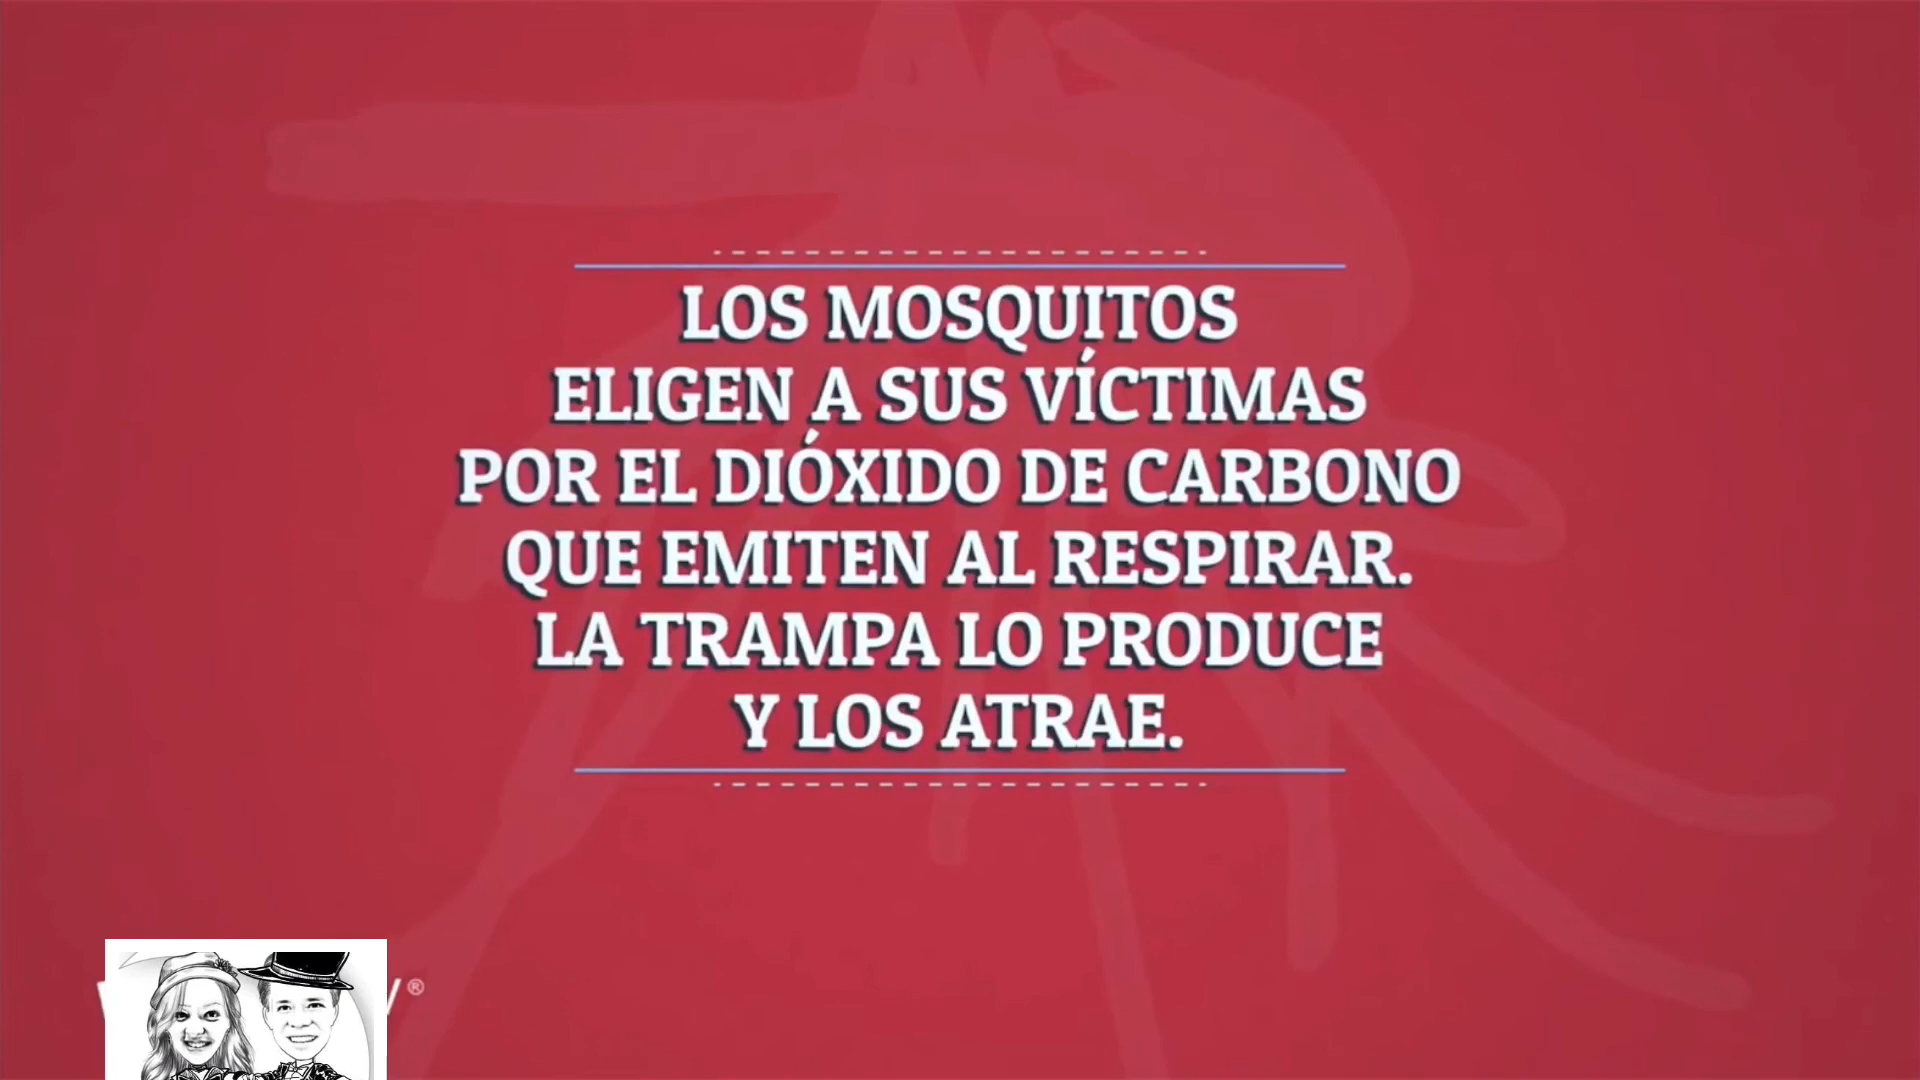 LOS MOSQUITOS
ELIGEN A SUS VÍCTIMAS
POR EL DIÓXIDO DE CARBONO
QUE EMITEN AL RESPIRAR.
LA TRAMPA LO PRODUCE
Y LOS ATRAE.
®